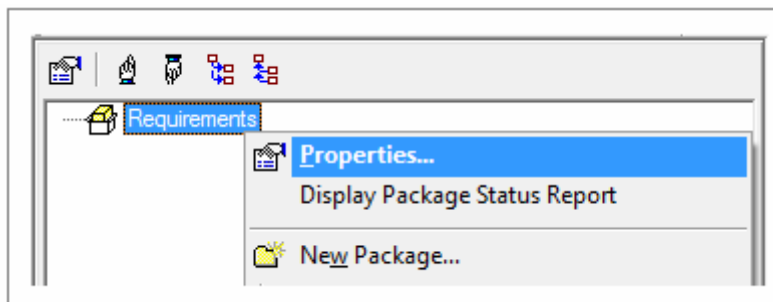 Requirements
Properties...
Display Package Status Report
New Package...